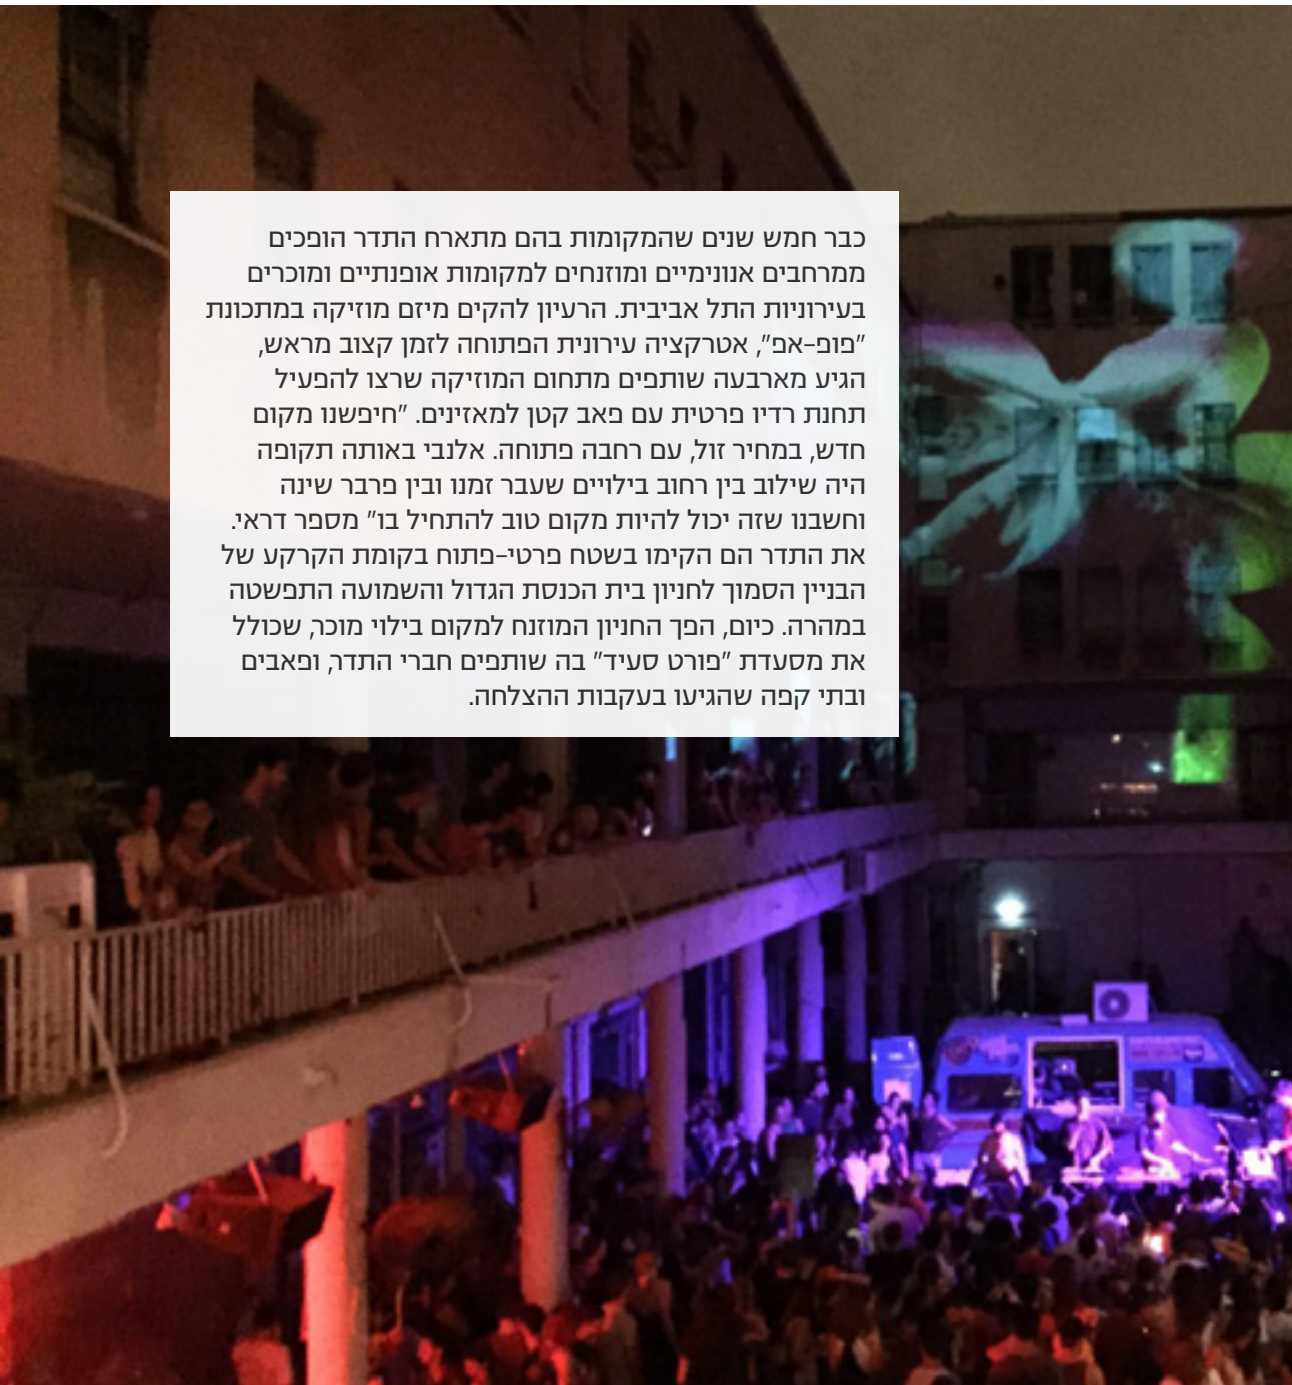 כבר חמש שנים שהמקומות בהם מתארח התדר הופכים
ממרחבים אנונימיים ומוזנחים למקומות אופנתיים ומוכרים
בעירוניות התל אביבית. הרעיון להקים מיזם מוזיקה במתכונת
"פופ-אפ", אטרקציה עירונית הפתוחה לזמן קצוב מראש,
הגיע מארבעה שותפים מתחום המוזיקה שרצו להפעיל
תחנת רדיו פרטית עם פאב קטן למאזינים. "חיפשנו מקום
חדש, במחיר זול, עם רחבה פתוחה. אלנבי באותה תקופה
היה שילוב בין רחוב בילויים שעבר זמנו ובין פרבר שינה
וחשבנו שזה יכול להיות מקום טוב להתחיל בו" מספר דראי.
את התדר הם הקימו בשטח פרטי-פתוח בקומת הקרקע של
הבניין הסמוך לחניון בית הכנסת הגדול והשמועה התפשטה
במהרה. כיום, הפך החניון המוזנח למקום בילוי מוכר, שכולל
את מסעדת "פורט סעיד" בה שותפים חברי התדר, ופאבים
ובתי קפה שהגיעו בעקבות ההצלחה.